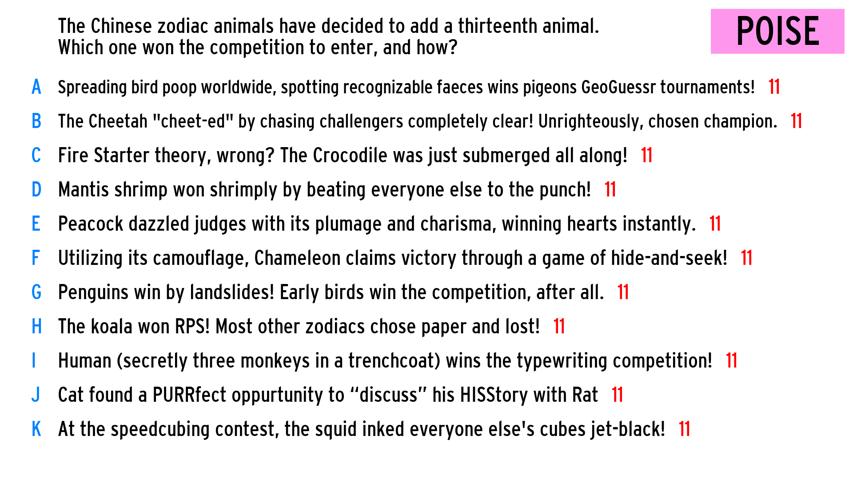 The Chinese zodiac animals have decided to add a thirteenth animal.
Which one won the competition to enter, and how?
POISE
A Spreading bird poop worldwide, spotting recognizable faeces wins pigeons GeoGuessr tournaments! 11
B The Cheetah "cheet-ed" by chasing challengers completely clear! Unrighteously, chosen champion. 11
C Fire Starter theory, wrong? The Crocodile was just submerged all along! 11
D Mantis shrimp won shrimply by beating everyone else to the punch! 11
E Peacock dazzled judges with its plumage and charisma, winning hearts instantly. 11
F Utilizing its camouflage, Chameleon claims victory through a game of hide-and-seek! 11
G Penguins win by landslides! Early birds win the competition, after all. 11
H The koala won RPS! Most other zodiacs chose paper and lost! 11
I Human (secretly three monkeys in a trenchcoat) wins the typewriting competition! 11
J Cat found a PURRfect oppurtunity to “discuss” his HISStory with Rat 11
K At the speedcubing contest, the squid inked everyone else's cubes jet-black! 11